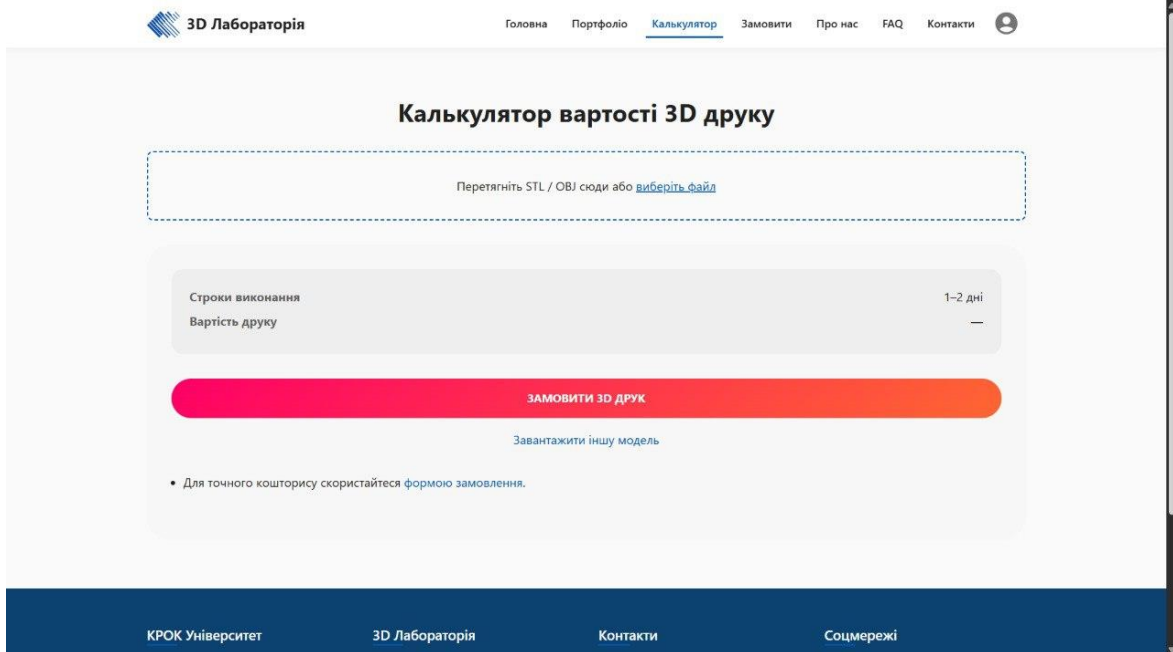 3D Лабораторія
Головна Портфоліо Калькулятор Замовити Про нас FAQ Контакти
Калькулятор вартості 3D друку
Перетягніть STL / OBJ сюди або виберіть файл
Строки виконання 1–2 дні
Вартість друку —
ЗАМОВИТИ 3D ДРУК
Завантажити іншу модель
• Для точного кошторису скористайтеся формою замовлення.
КРОК Університет 3D Лабораторія Контакти Соцмережі